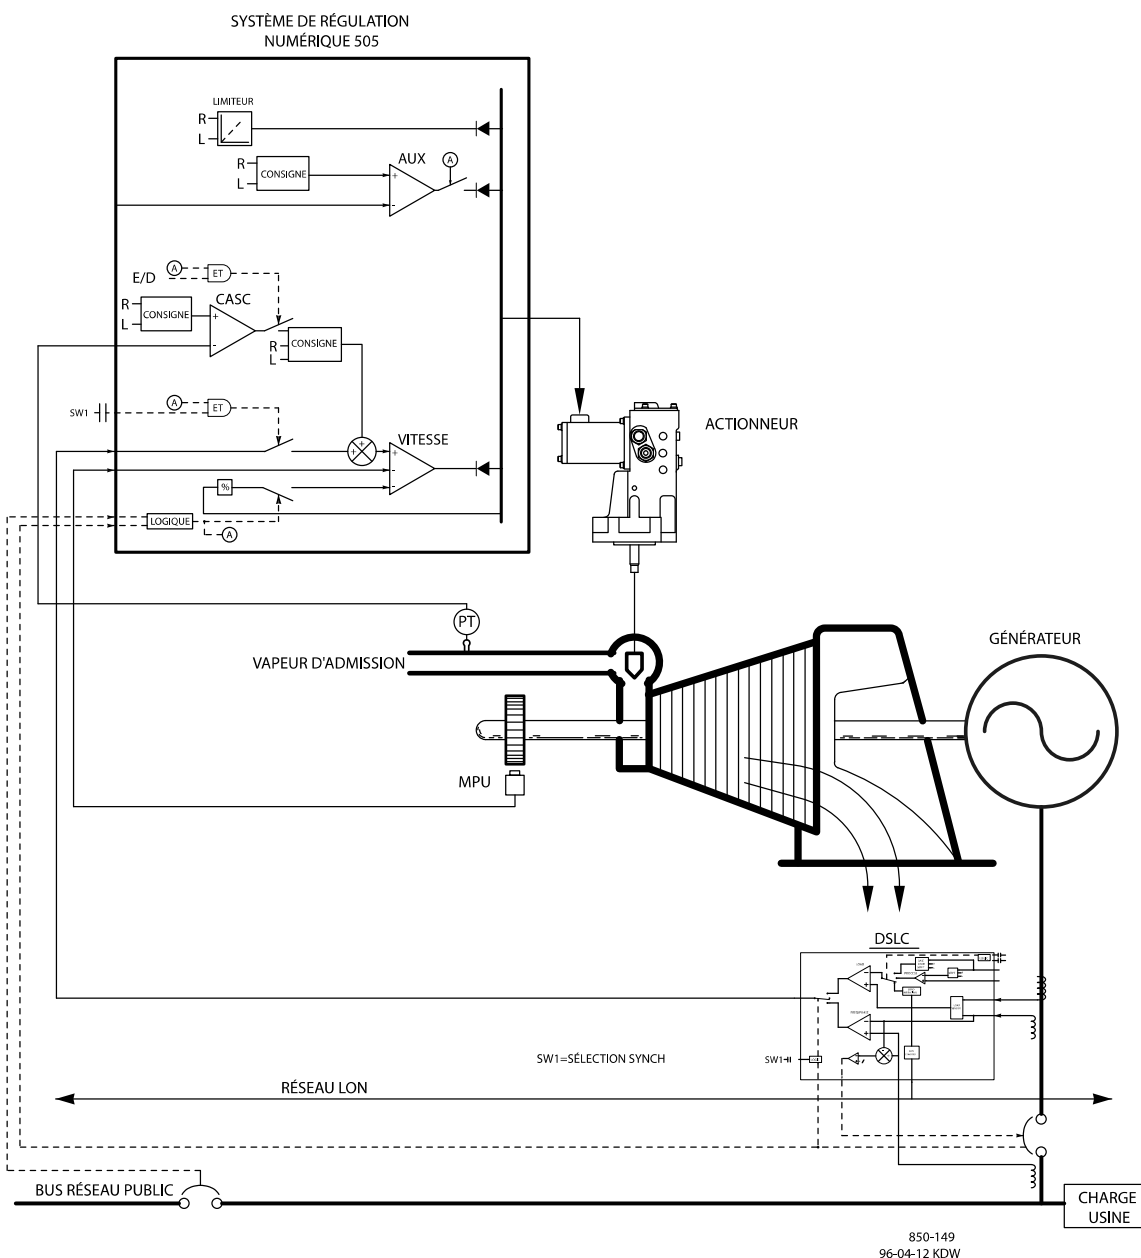 SYSTÈME DE RÉGULATION
NUMÉRIQUE 505
LIMITEUR
R
L
R
L
CONSIGNE
+
-
AUX
A
E/D
A
ET
R
L
CONSIGNE
CASC
+
-
R
L
CONSIGNE
SW1
A
ET
+
+
VITESSE
+
-
-
%
LOGIQUE
A
ACTIONNEUR
PT
VAPEUR D'ADMISSION
GÉNÉRATEUR
MPU
DSLC
SW1=SÉLECTION SYNCH
SW1
RÉSEAU LON
BUS RÉSEAU PUBLIC
CHARGE
USINE
850-149
96-04-12 KDW